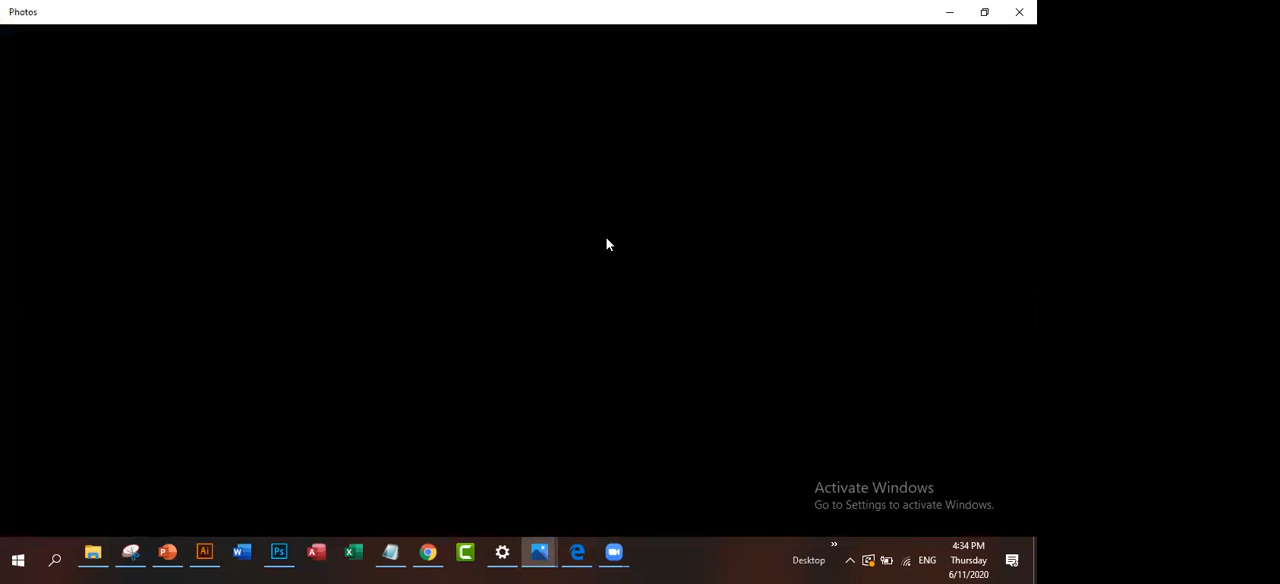 Photos
Activate Windows
Go to Settings to activate Windows.
Desktop
ENG
4:34 PM
Thursday
6/11/2020